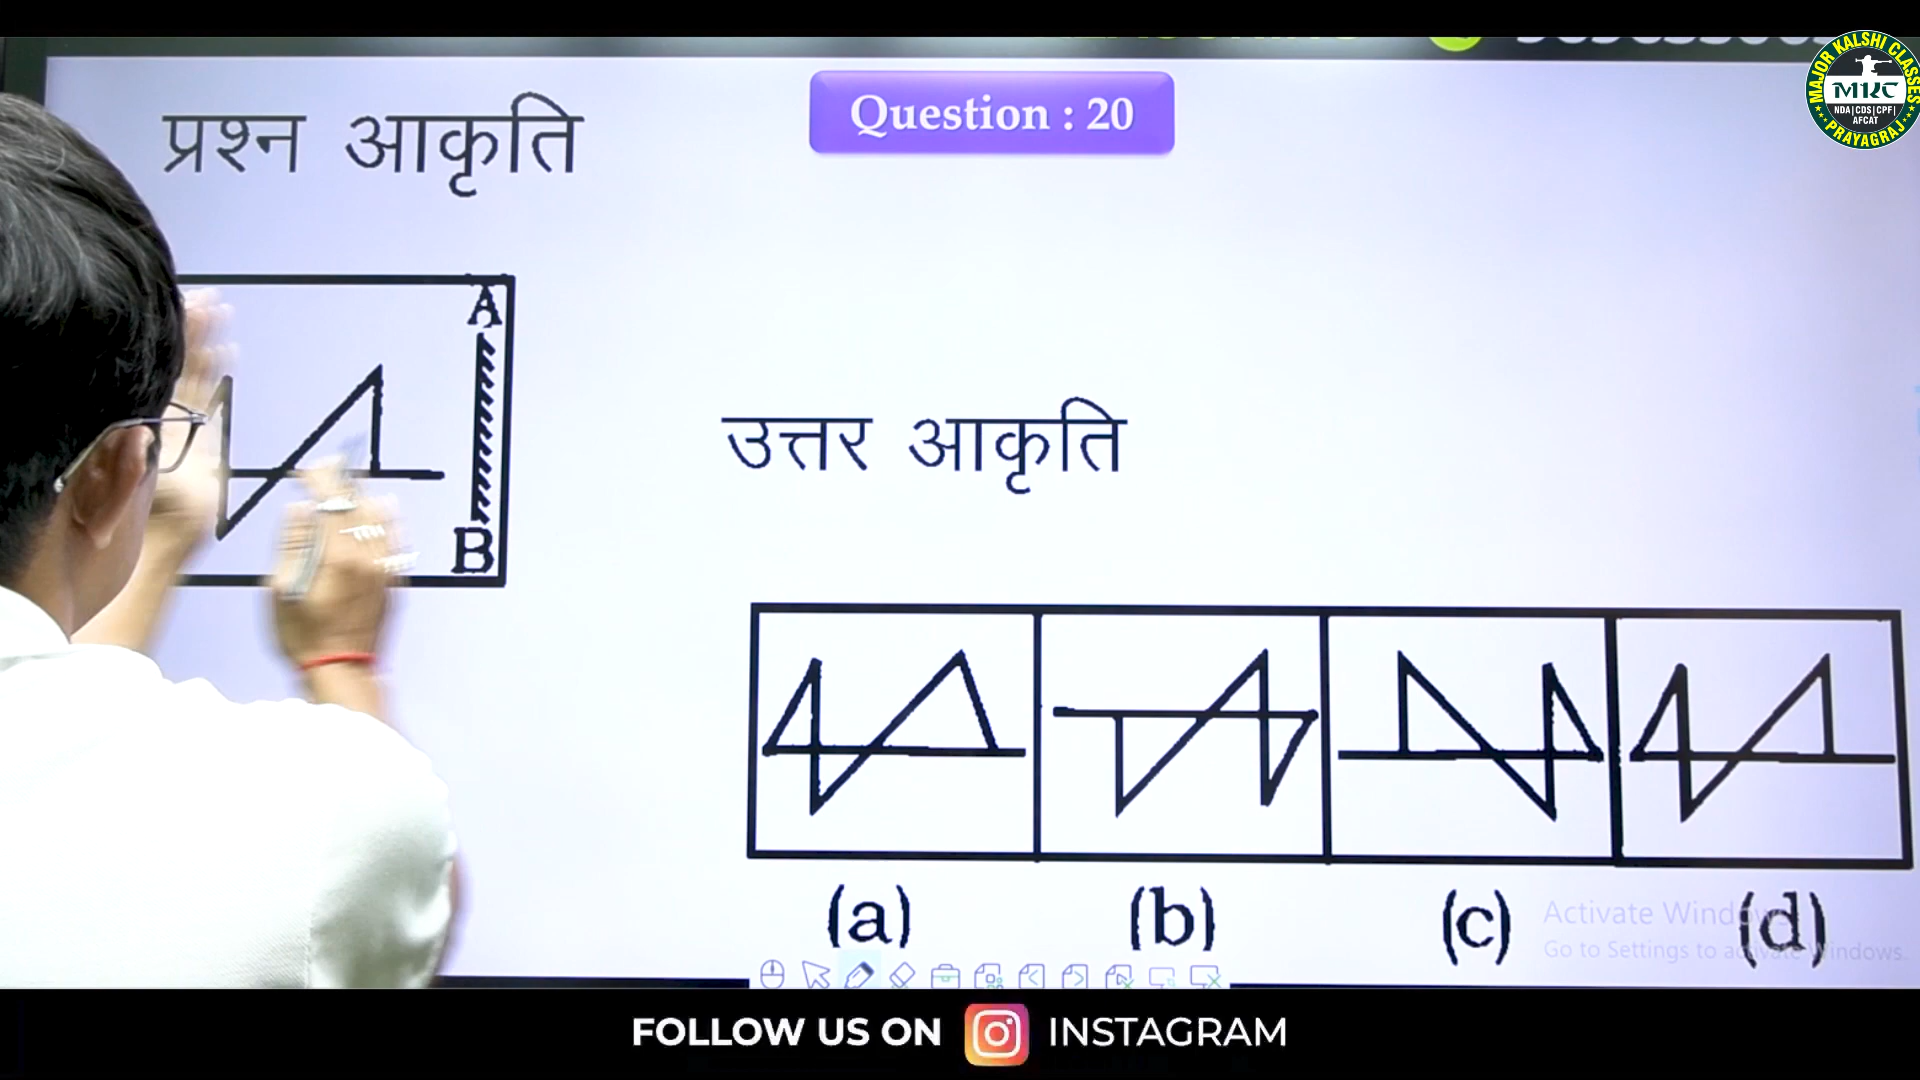 MAJOR KALSHI CLASSES
MKC
NDA|CDS|CPF|
AFCAT
PRAYAGRAJ
Question : 20
प्रश्न आकृति
A
B
उत्तर आकृति
(a) (b) (c) (d)
Activate Windows
Go to Settings to activate Windows.
FOLLOW US ON INSTAGRAM